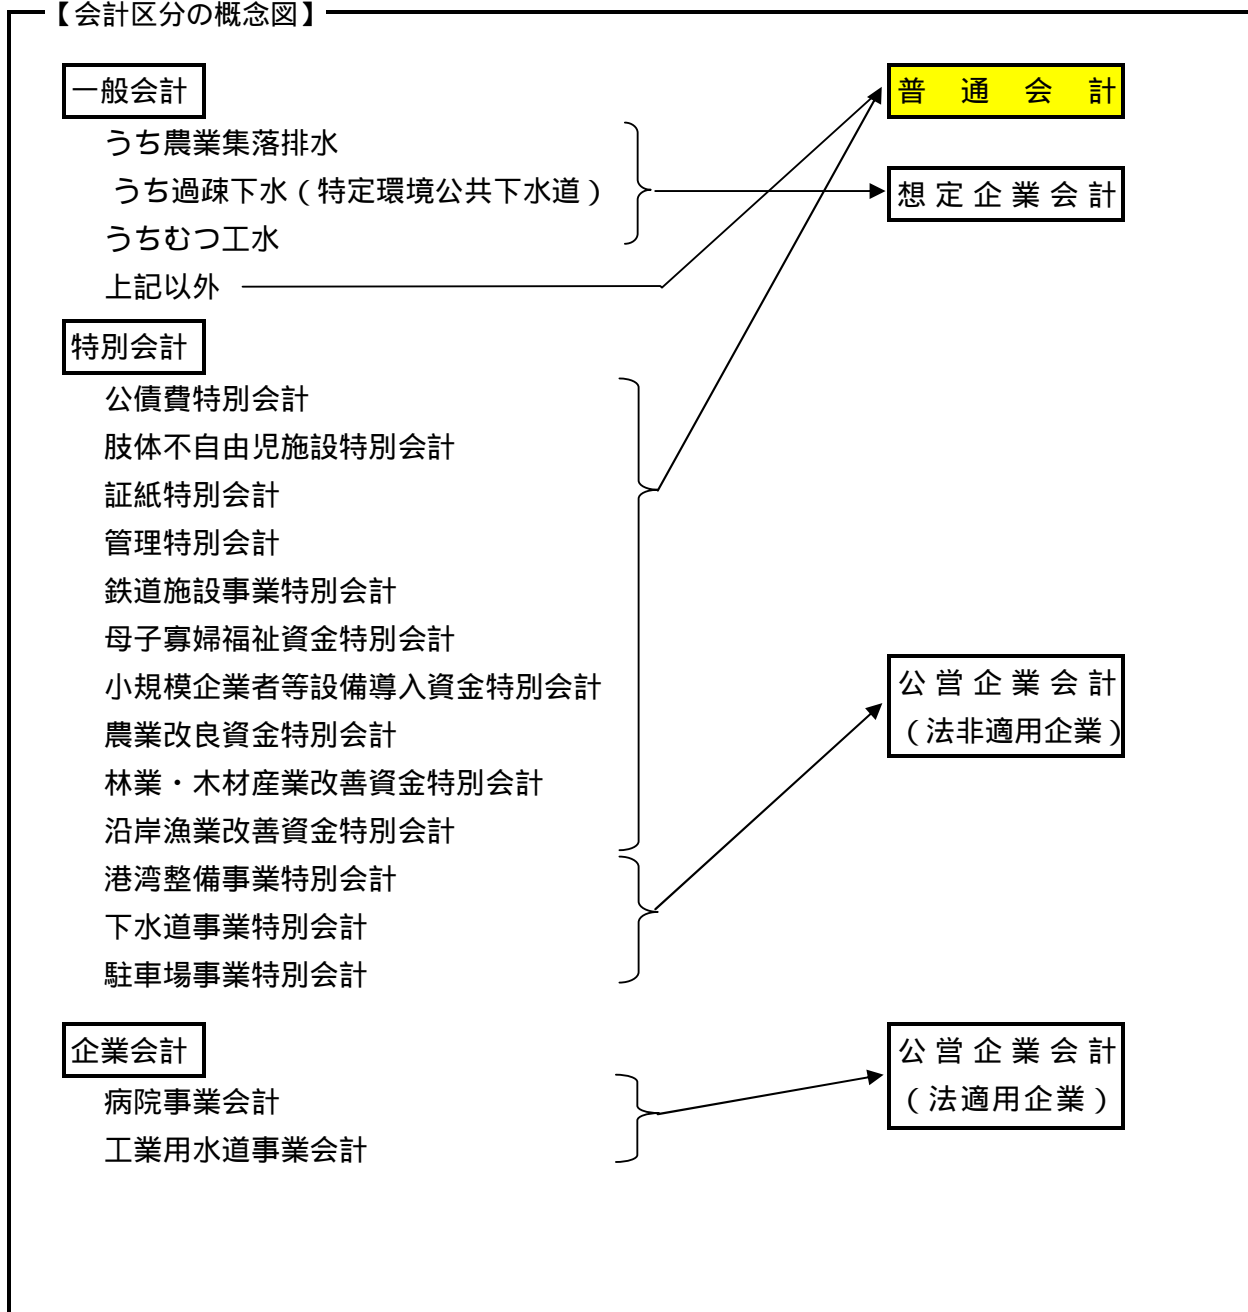 【会計区分の概念図】
一般会計
普通会計
うち農業集落排水
うち過疎下水（特定環境公共下水道）
想定企業会計
うちむつ工水
上記以外
特別会計
公債費特別会計
肢体不自由児施設特別会計
証紙特別会計
管理特別会計
鉄道施設事業特別会計
母子寡婦福祉資金特別会計
小規模企業者等設備導入資金特別会計
農業改良資金特別会計
林業・木材産業改善資金特別会計
沿岸漁業改善資金特別会計
公営企業会計
（法非適用企業）
港湾整備事業特別会計
下水道事業特別会計
駐車場事業特別会計
企業会計
病院事業会計
工業用水道事業会計
公営企業会計
（法適用企業）